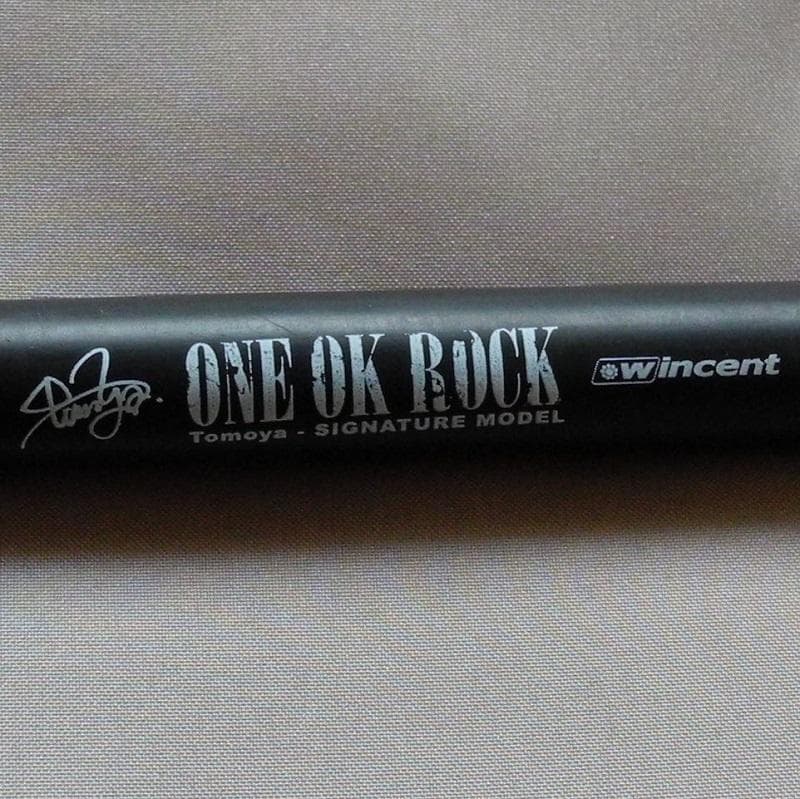 ONE OK ROCK
Tomoya - SIGNATURE MODEL
wincent